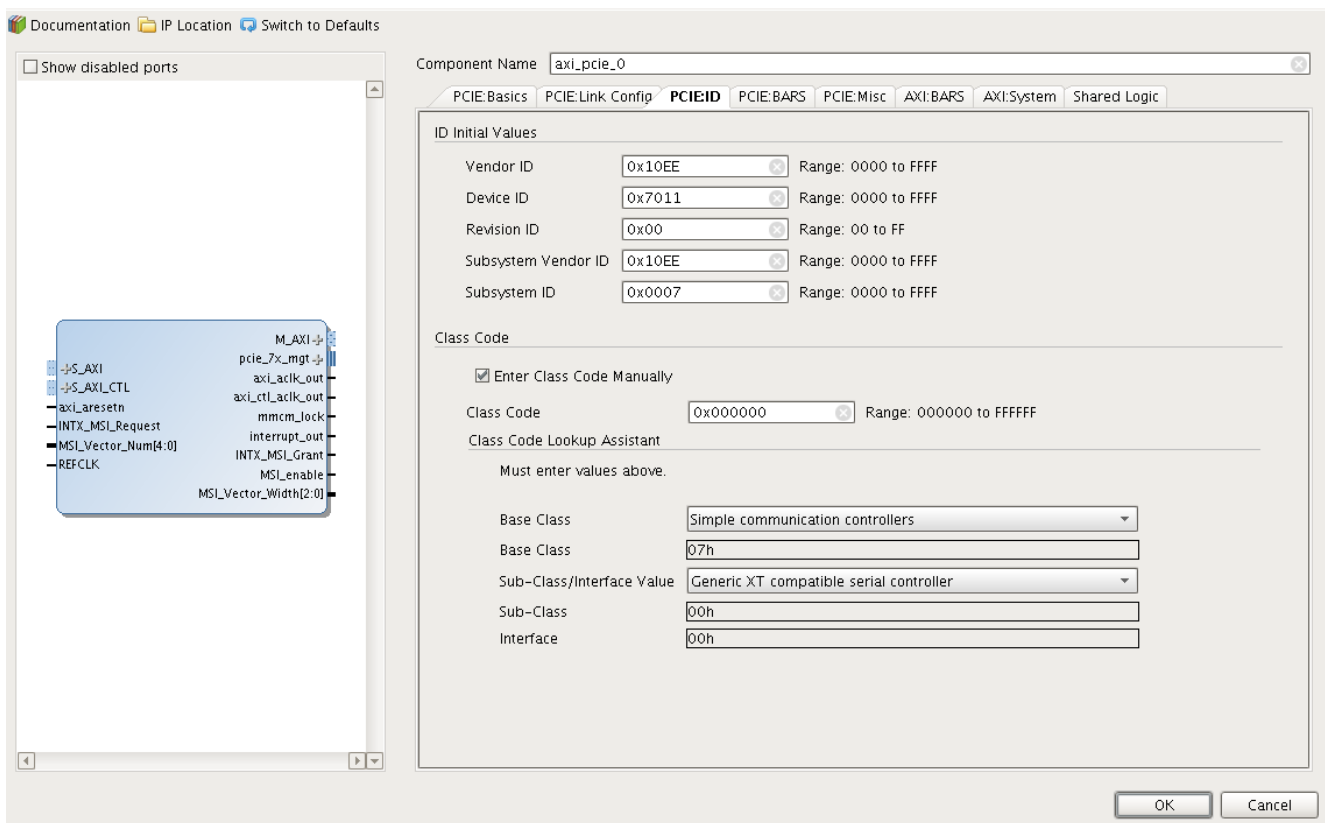 Documentation IP Location Switch to Defaults
Show disabled ports
Component Name axi_pcie_0
PCIE:Basics PCIE:Link Config PCIE:ID PCIE:BARS PCIE:Misc AXI:BARS AXI:System Shared Logic
ID Initial Values
Vendor ID 0x10EE Range: 0000 to FFFF
Device ID 0x7011 Range: 0000 to FFFF
Revision ID 0x00 Range: 00 to FF
Subsystem Vendor ID 0x10EE Range: 0000 to FFFF
Subsystem ID 0x0007 Range: 0000 to FFFF
Class Code
Enter Class Code Manually
Class Code 0x000000 Range: 000000 to FFFFFF
Class Code Lookup Assistant
Must enter values above.
Base Class Simple communication controllers
Base Class 07h
Sub-Class/Interface Value Generic XT compatible serial controller
Sub-Class 00h
Interface 00h
S_AXI
S_AXI_CTL
axi_aresetn
INTX_MSI_Request
MSI_Vector_Num[4:0]
REFCLK
M_AXI
pcie_7x_mgt
axi_aclk_out
axi_ctl_aclk_out
mmcm_lock
interrupt_out
INTX_MSI_Grant
MSI_enable
MSI_Vector_Width[2:0]
OK Cancel